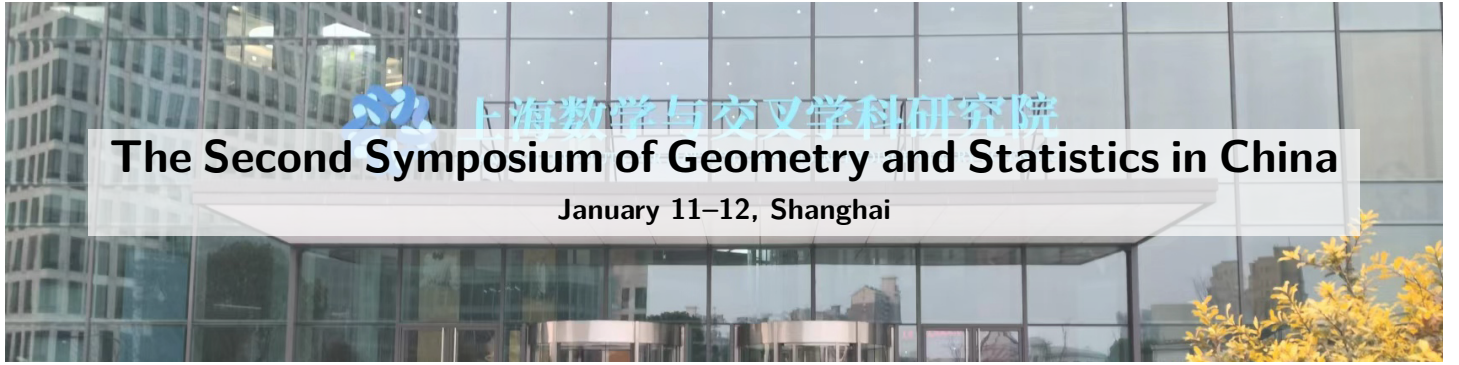 上海数学与交叉学科研究院
The Second Symposium of Geometry and Statistics in China
January 11–12, Shanghai